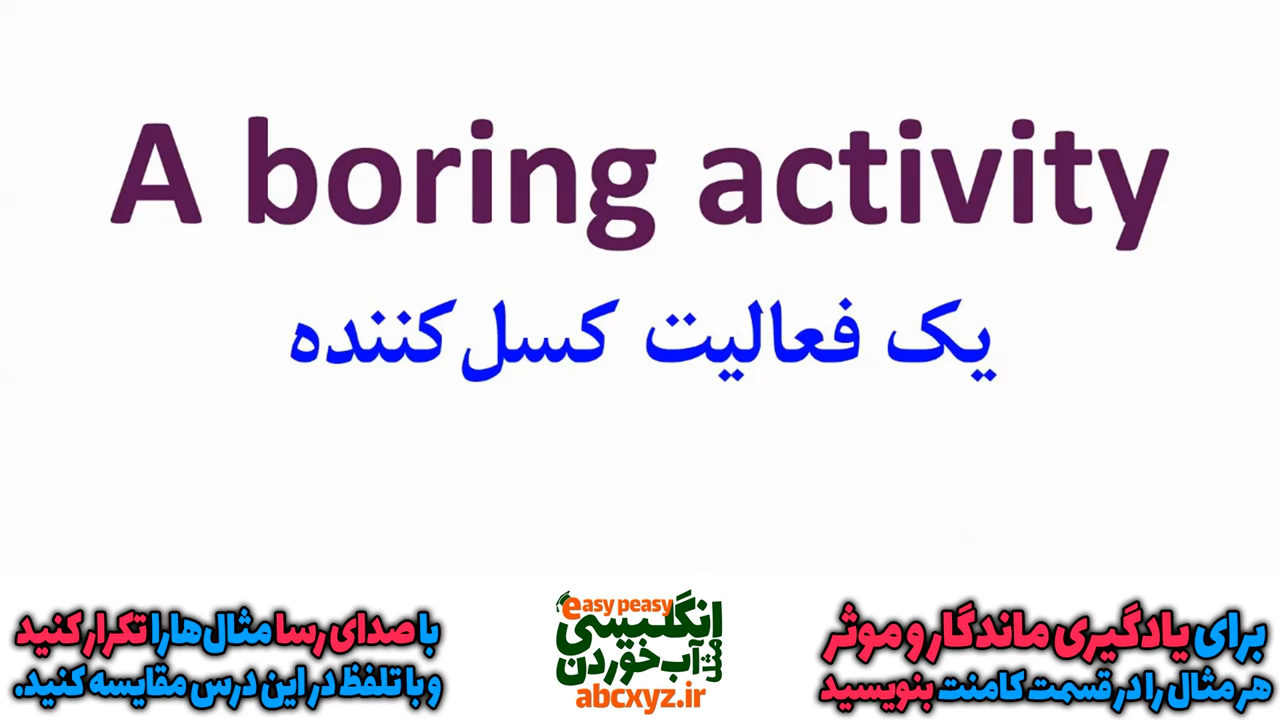 A boring activity
یک فعالیت کسل‌کننده
برای یادگیری ماندگار و موثر
هر مثال را در قسمت کامنت بنویسید
easy peasy
انگلیسی
مثل آب خوردن
abcxyz.ir
با صدای رسا مثال‌ها را تکرار کنید
و با تلفظ در این درس مقایسه کنید.